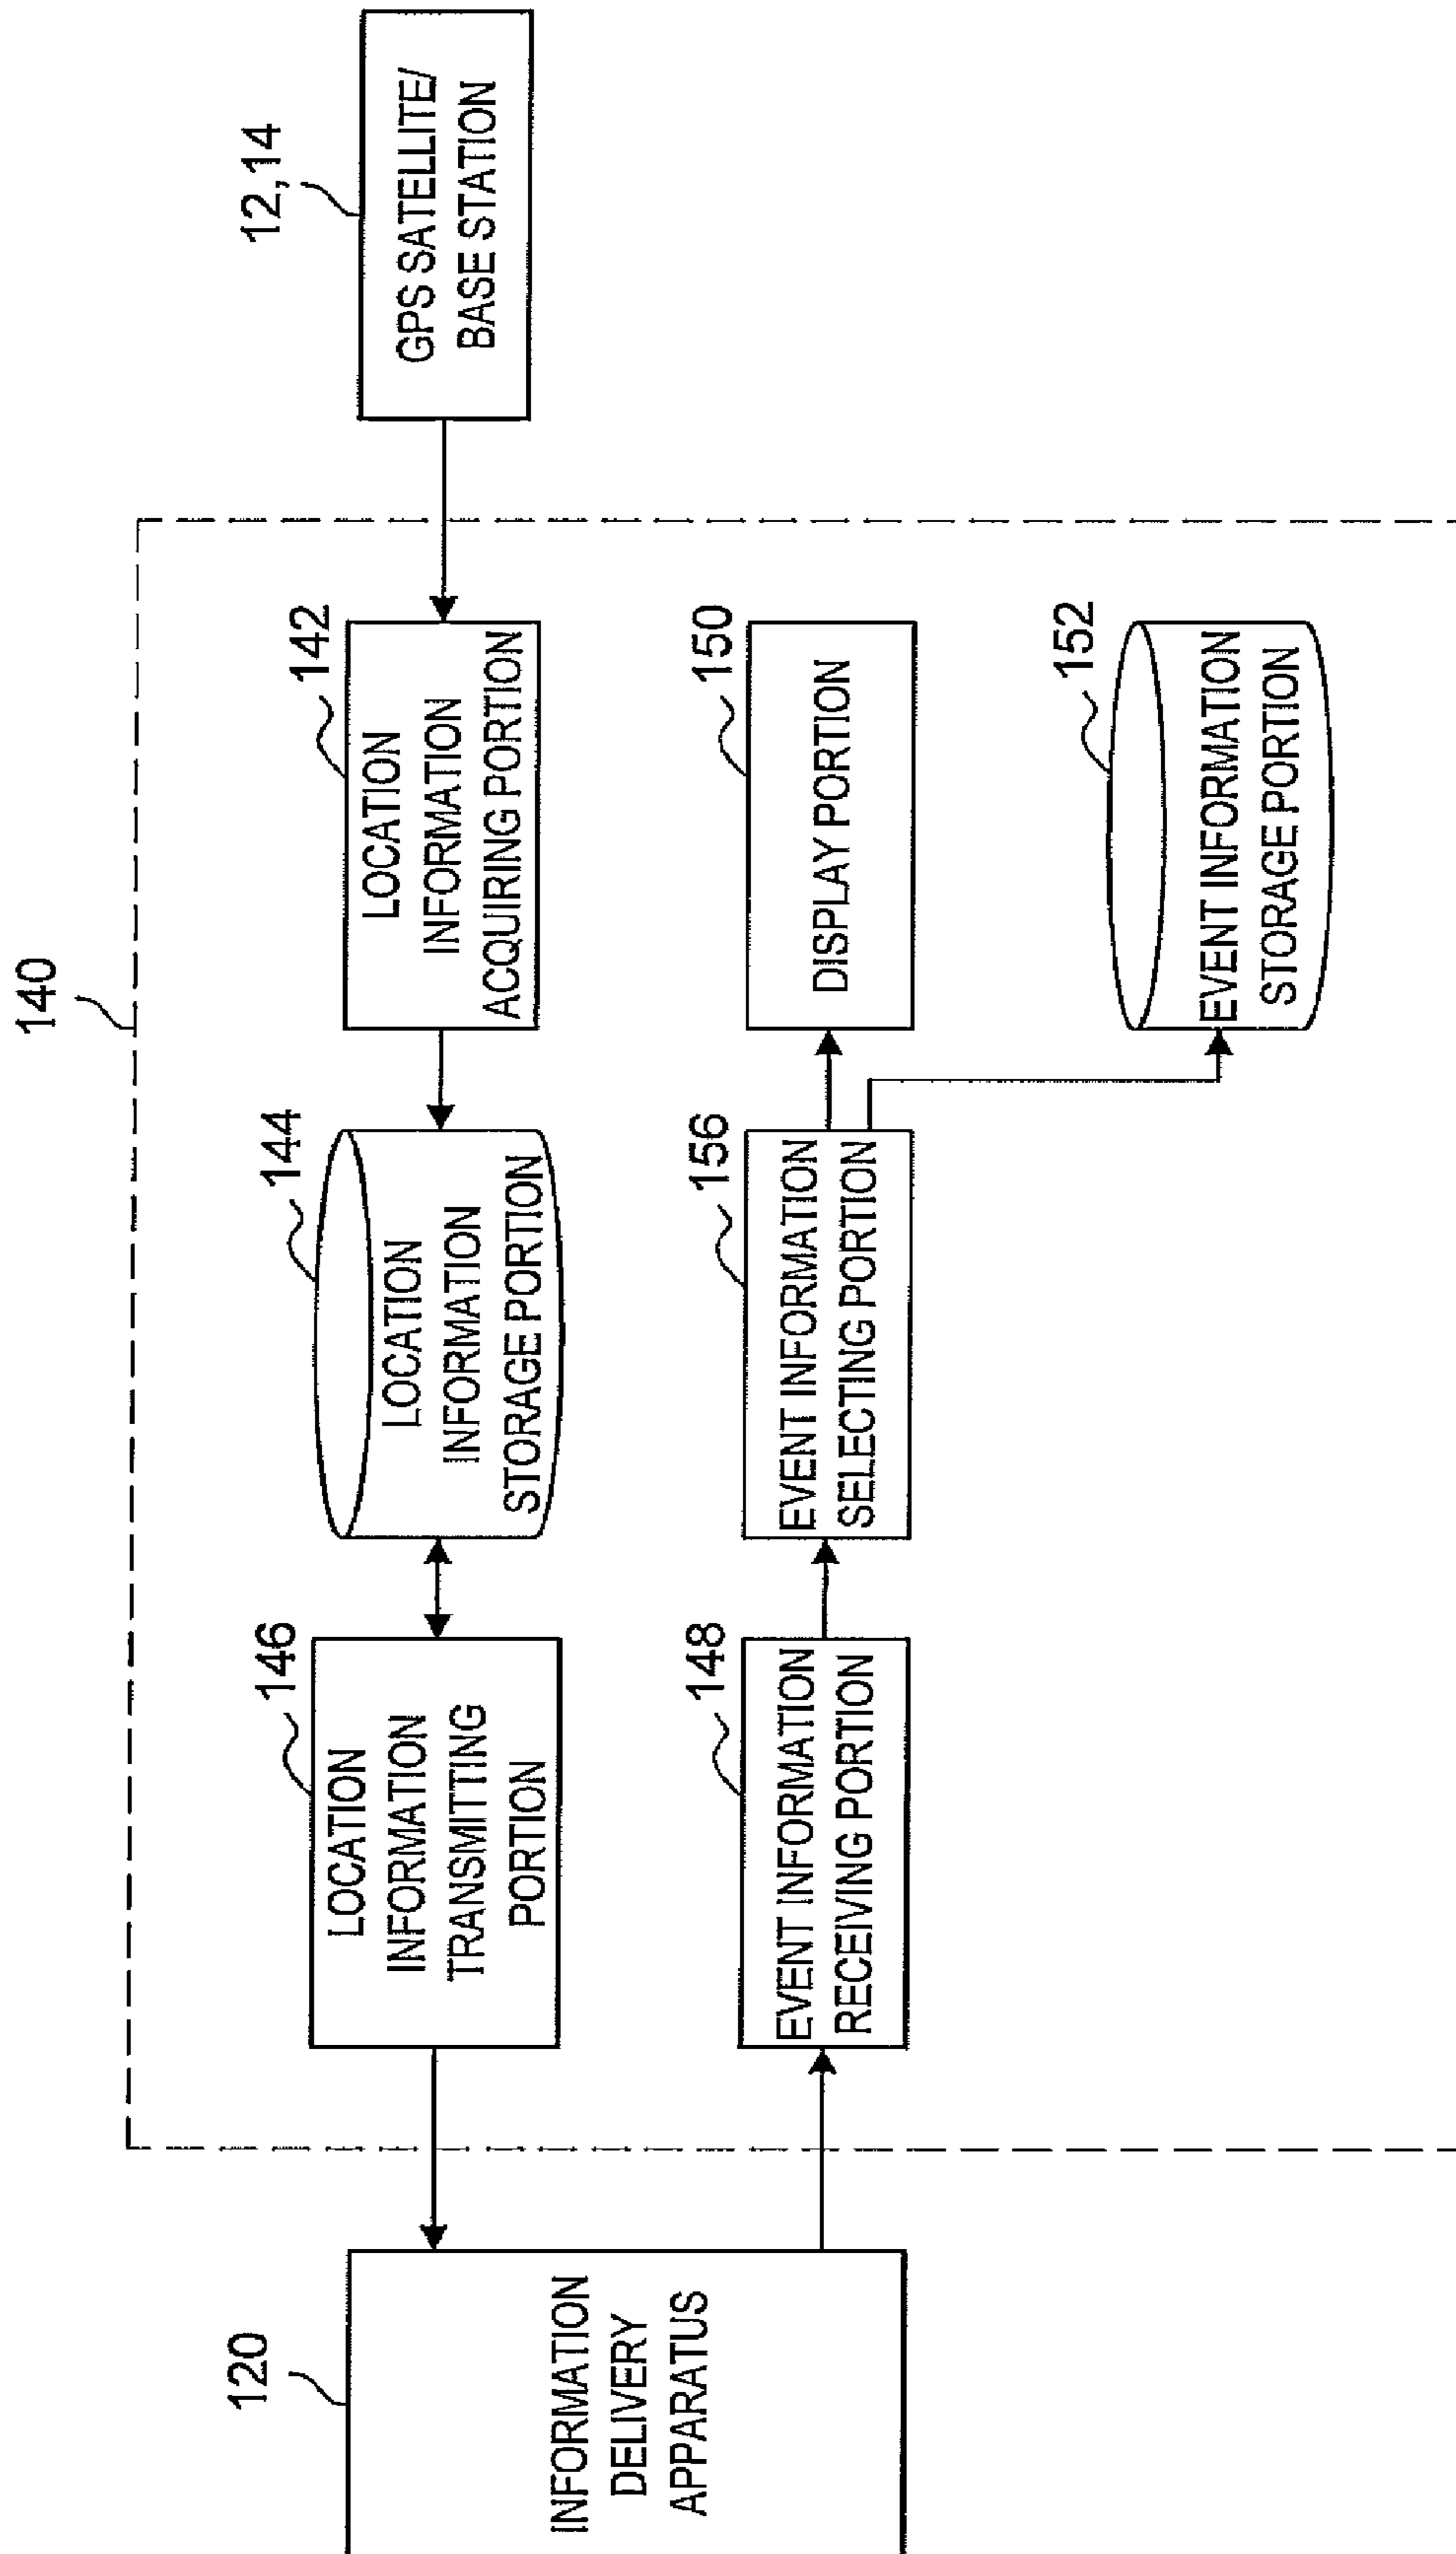 140
120
INFORMATION
DELIVERY
APPARATUS
146
LOCATION
INFORMATION
TRANSMITTING
PORTION
144
LOCATION
INFORMATION
STORAGE PORTION
142
LOCATION
INFORMATION
ACQUIRING PORTION
12,14
GPS SATELLITE/
BASE STATION
148
EVENT INFORMATION
RECEIVING PORTION
156
EVENT INFORMATION
SELECTING PORTION
150
DISPLAY PORTION
152
EVENT INFORMATION
STORAGE PORTION